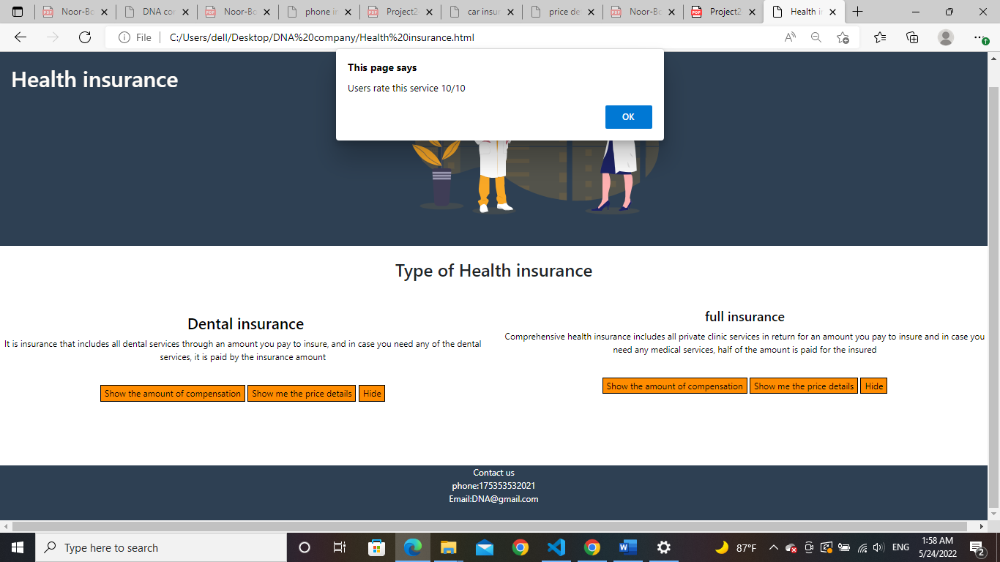 Noor-Bo
DNA cor
Noor-Bo
phone in
Project2
car insur
price de
Noor-Bo
Project2
Health in
File
C:/Users/dell/Desktop/DNA%20company/Health%20insurance.html
This page says
Users rate this service 10/10
OK
Health insurance
Type of Health insurance
Dental insurance
It is insurance that includes all dental services through an amount you pay to insure, and in case you need any of the dental
services, it is paid by the insurance amount
Show the amount of compensation
Show me the price details
Hide
full insurance
Comprehensive health insurance includes all private clinic services in return for an amount you pay to insure and in case you
need any medical services, half of the amount is paid for the insured
Show the amount of compensation
Show me the price details
Hide
Contact us
phone:175353532021
Email:DNA@gmail.com
Type here to search
87°F
ENG
1:58 AM
5/24/2022
2